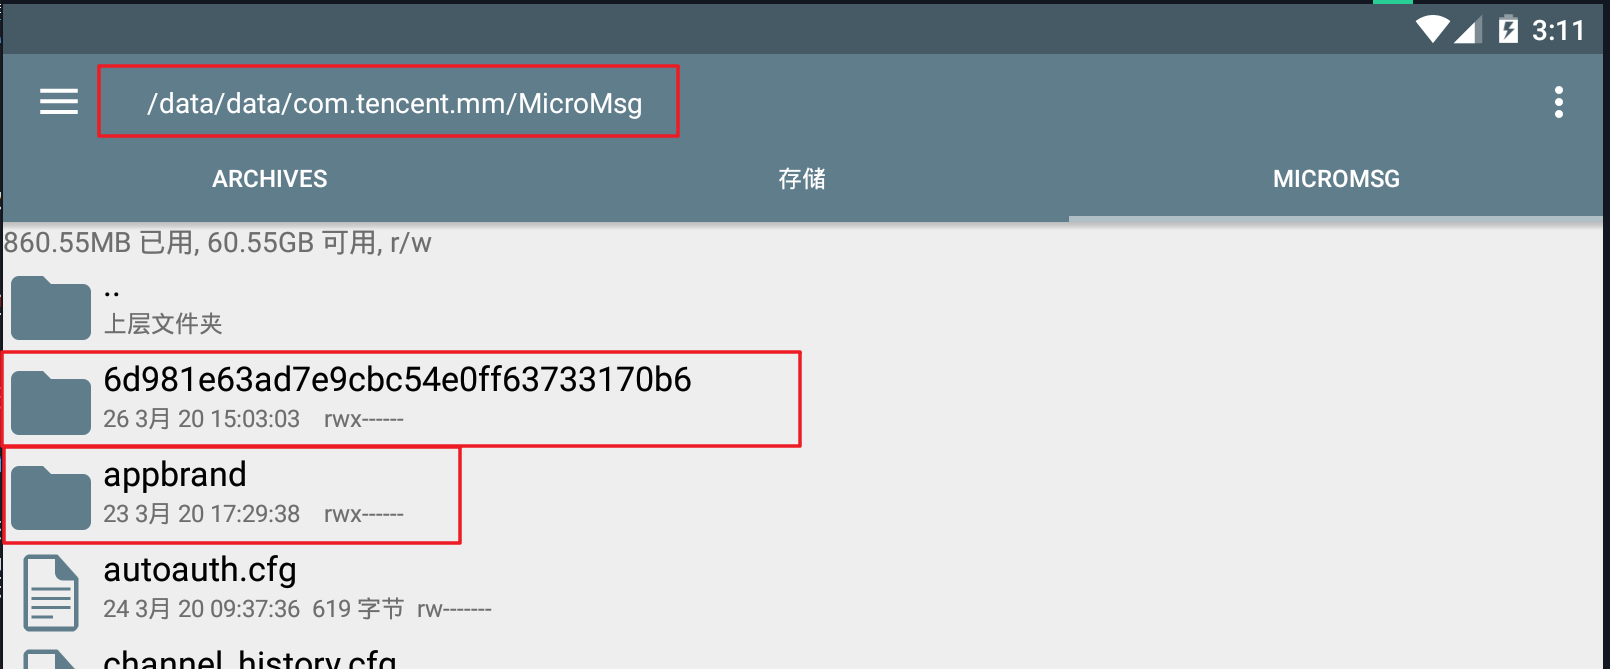 3:11
/data/data/com.tencent.mm/MicroMsg
ARCHIVES 存储 MICROMSG
860.55MB 已用, 60.55GB 可用, r/w
..
上层文件夹
6d981e63ad7e9cbc54e0ff63733170b6
26 3月 20 15:03:03 rwx------
appbrand
23 3月 20 17:29:38 rwx------
autoauth.cfg
24 3月 20 09:37:36 619 字节 rw-------
channel_history.cfg